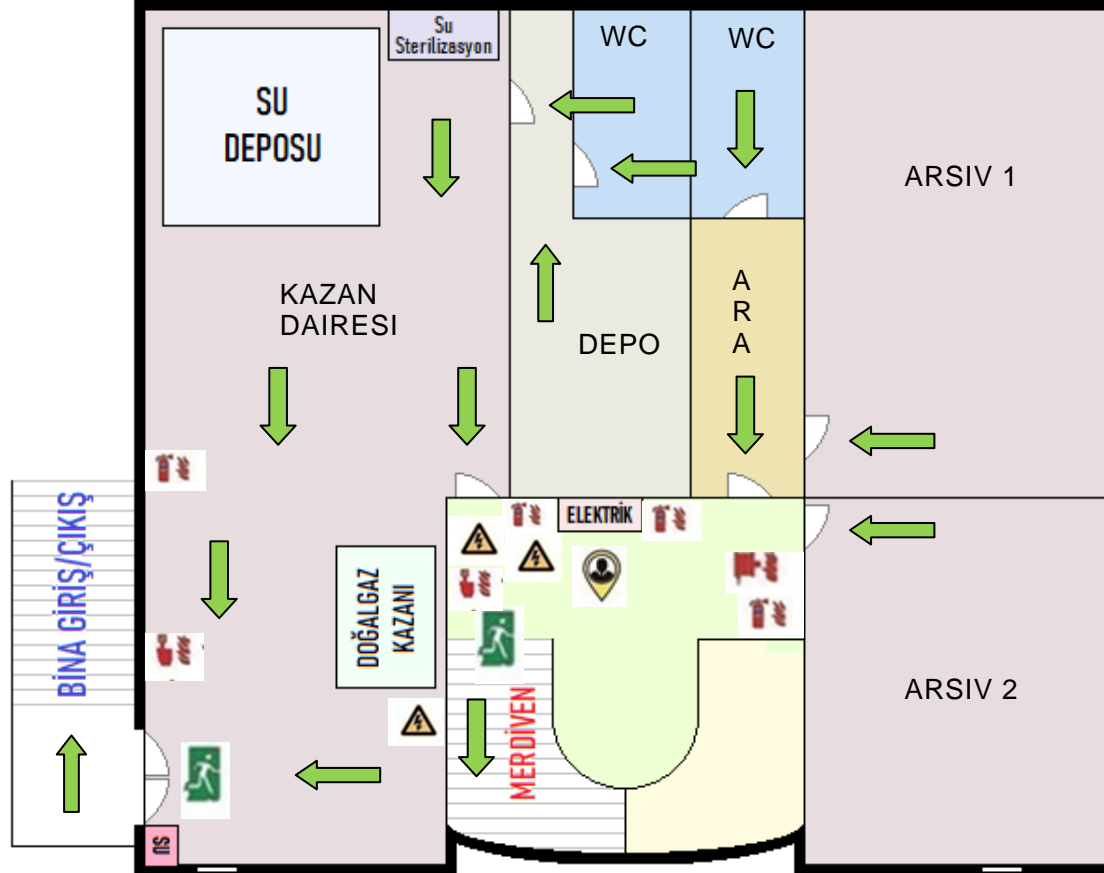 Su
Sterilizasyon
WC
WC
SU
DEPOSU
ARSIV 1
KAZAN
DAIRESI
A
R
A
DEPO
BİNA GİRİŞ/ÇIKIŞ
ELEKTRİK
DOĞALGAZ
KAZANI
MERDİVEN
ARSIV 2
SU